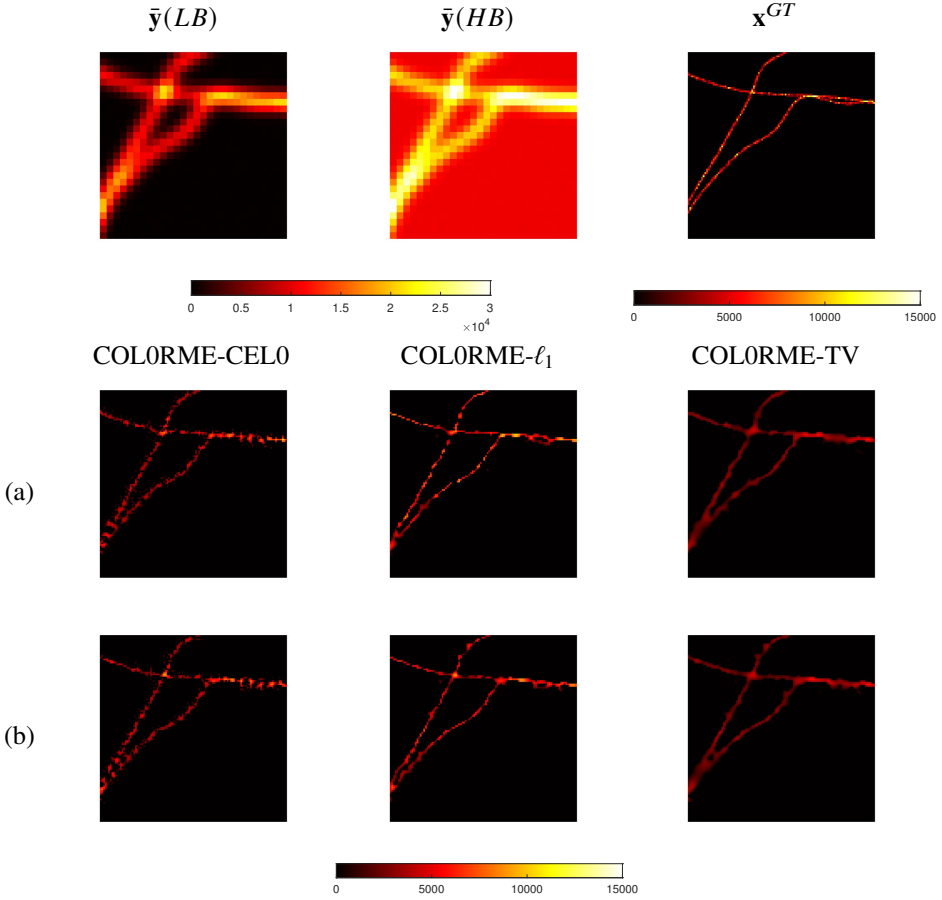 ȳ(LB) ȳ(HB) x^GT
0 0.5 1 1.5 2 2.5 3
×10^4
0 5000 10000 15000
COL0RME-CEL0 COL0RME-ℓ₁ COL0RME-TV
(a)
(b)
0 5000 10000 15000